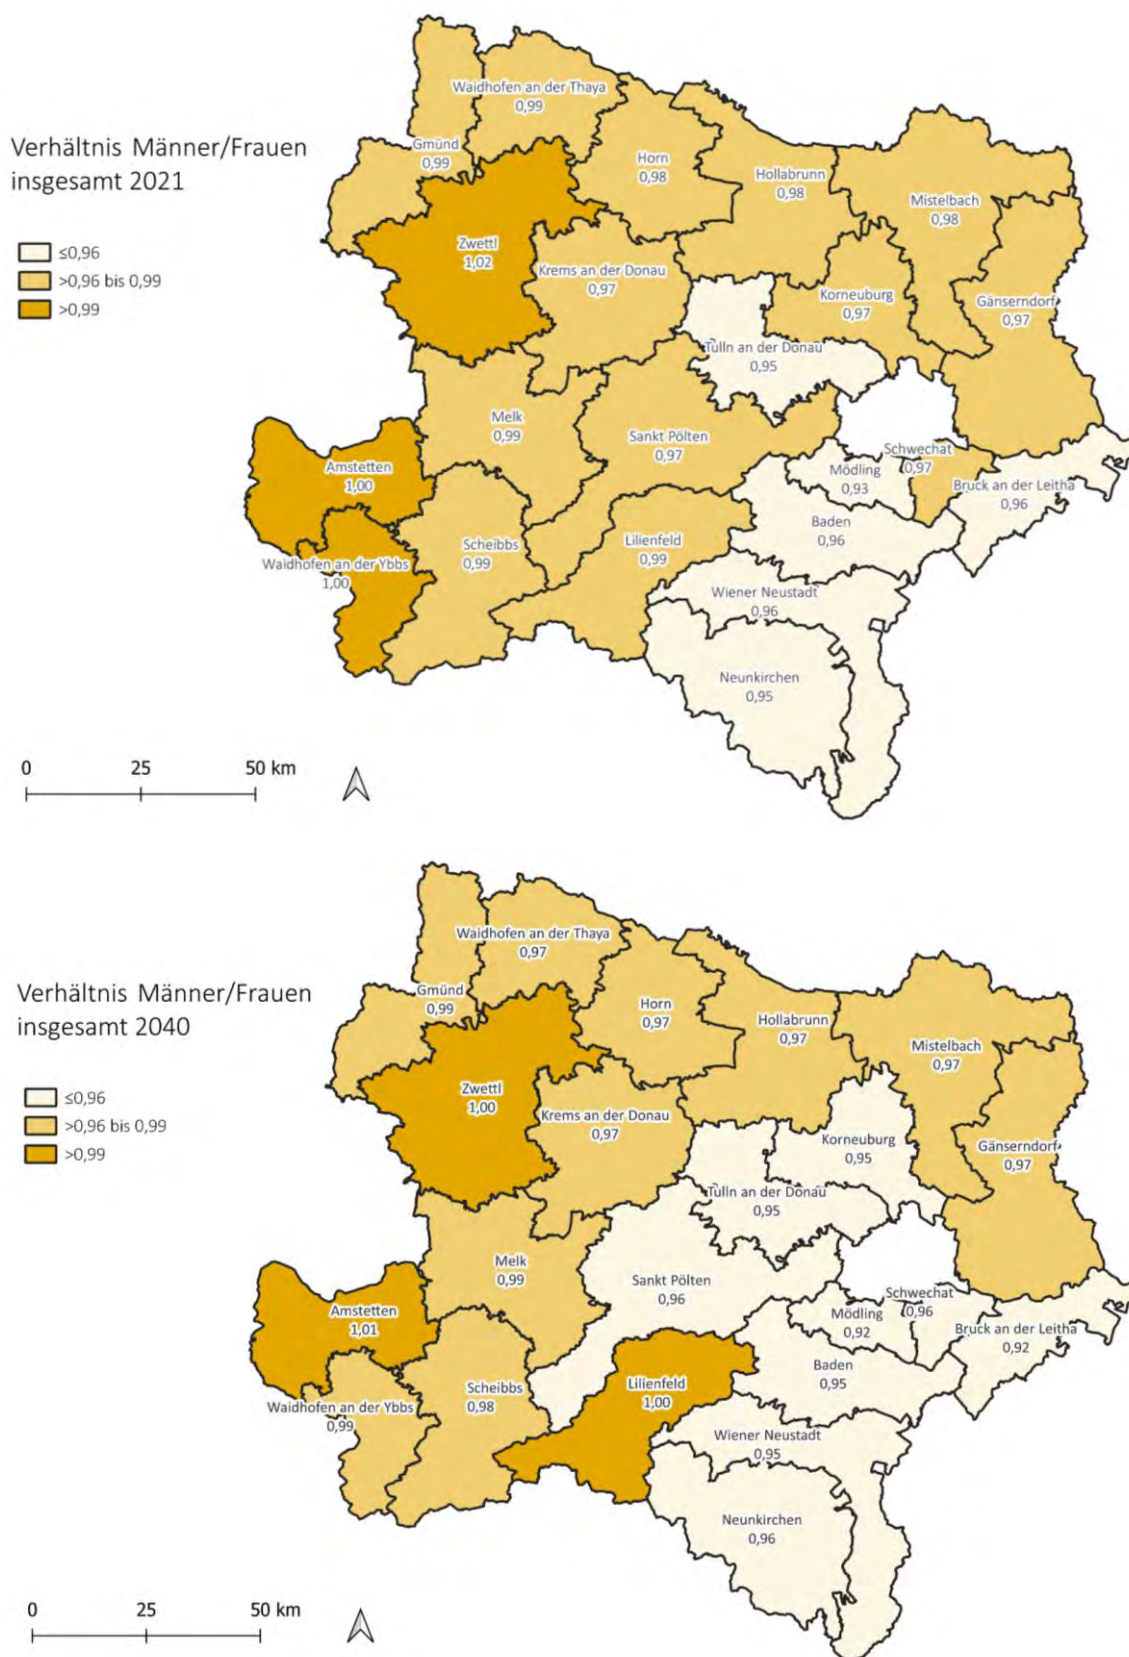 Verhältnis Männer/Frauen
insgesamt 2021
≤0,96
>0,96 bis 0,99
>0,99
Waidhofen an der Thaya
0,99
Gmünd
0,99
Horn
0,98
Hollabrunn
0,98
Mistelbach
0,98
Zwettl
1,02
Krems an der Donau
0,97
Korneuburg
0,97
Gänserndorf
0,97
Tulln an der Donau
0,95
Melk
0,99
Sankt Pölten
0,97
Amstetten
1,00
Mödling
0,93
Schwechat
0,97
Bruck an der Leitha
0,96
Baden
0,96
Waidhofen an der Ybbs
1,00
Scheibbs
0,99
Lilienfeld
0,99
Wiener Neustadt
0,96
Neunkirchen
0,95
0 25 50 km
Verhältnis Männer/Frauen
insgesamt 2040
≤0,96
>0,96 bis 0,99
>0,99
Waidhofen an der Thaya
0,97
Gmünd
0,99
Horn
0,97
Hollabrunn
0,97
Mistelbach
0,97
Zwettl
1,00
Krems an der Donau
0,97
Korneuburg
0,95
Gänserndorf
0,97
Tulln an der Donau
0,95
Melk
0,99
Sankt Pölten
0,96
Amstetten
1,01
Mödling
0,92
Schwechat
0,96
Bruck an der Leitha
0,92
Baden
0,95
Waidhofen an der Ybbs
0,99
Scheibbs
0,98
Lilienfeld
1,00
Wiener Neustadt
0,95
Neunkirchen
0,96
0 25 50 km